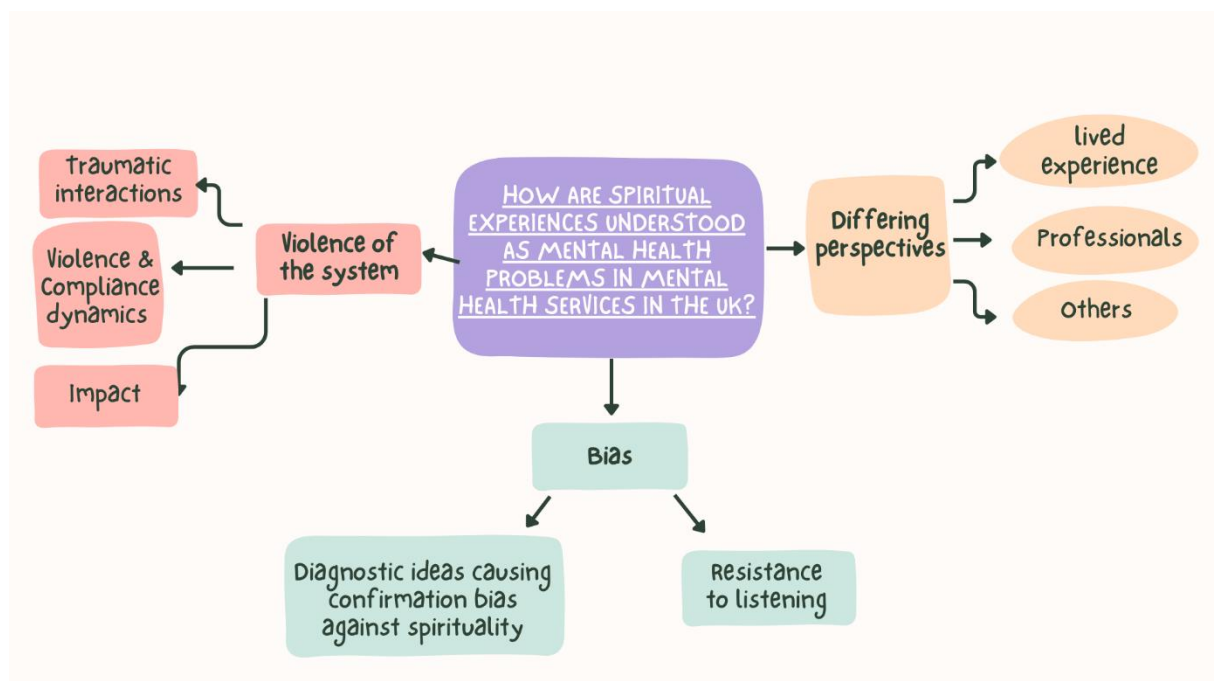 HOW ARE SPIRITUAL
EXPERIENCES UNDERSTOOD
AS MENTAL HEALTH
PROBLEMS IN MENTAL
HEALTH SERVICES IN THE UK?
Violence of
the system
Traumatic
interactions
Violence &
Compliance
dynamics
Impact
Bias
Diagnostic ideas causing
confirmation bias
against spirituality
Resistance
to listening
Differing
perspectives
lived
experience
Professionals
Others